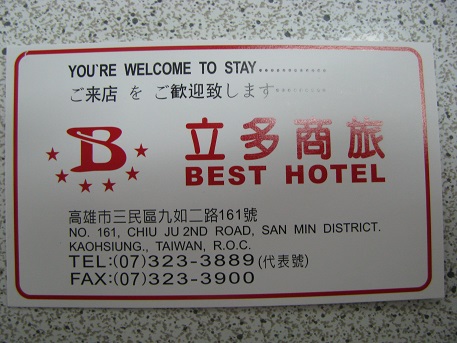 YOU'RE WELCOME TO STAY············
ご来店 を ご歓迎致します············
B
立多商旅
BEST HOTEL
高雄市三民區九如二路161號
NO. 161, CHIU JU 2ND ROAD, SAN MIN DISTRICT.
KAOHSIUNG., TAIWAN, R.O.C.
TEL:(07)323-3889(代表號)
FAX:(07)323-3900